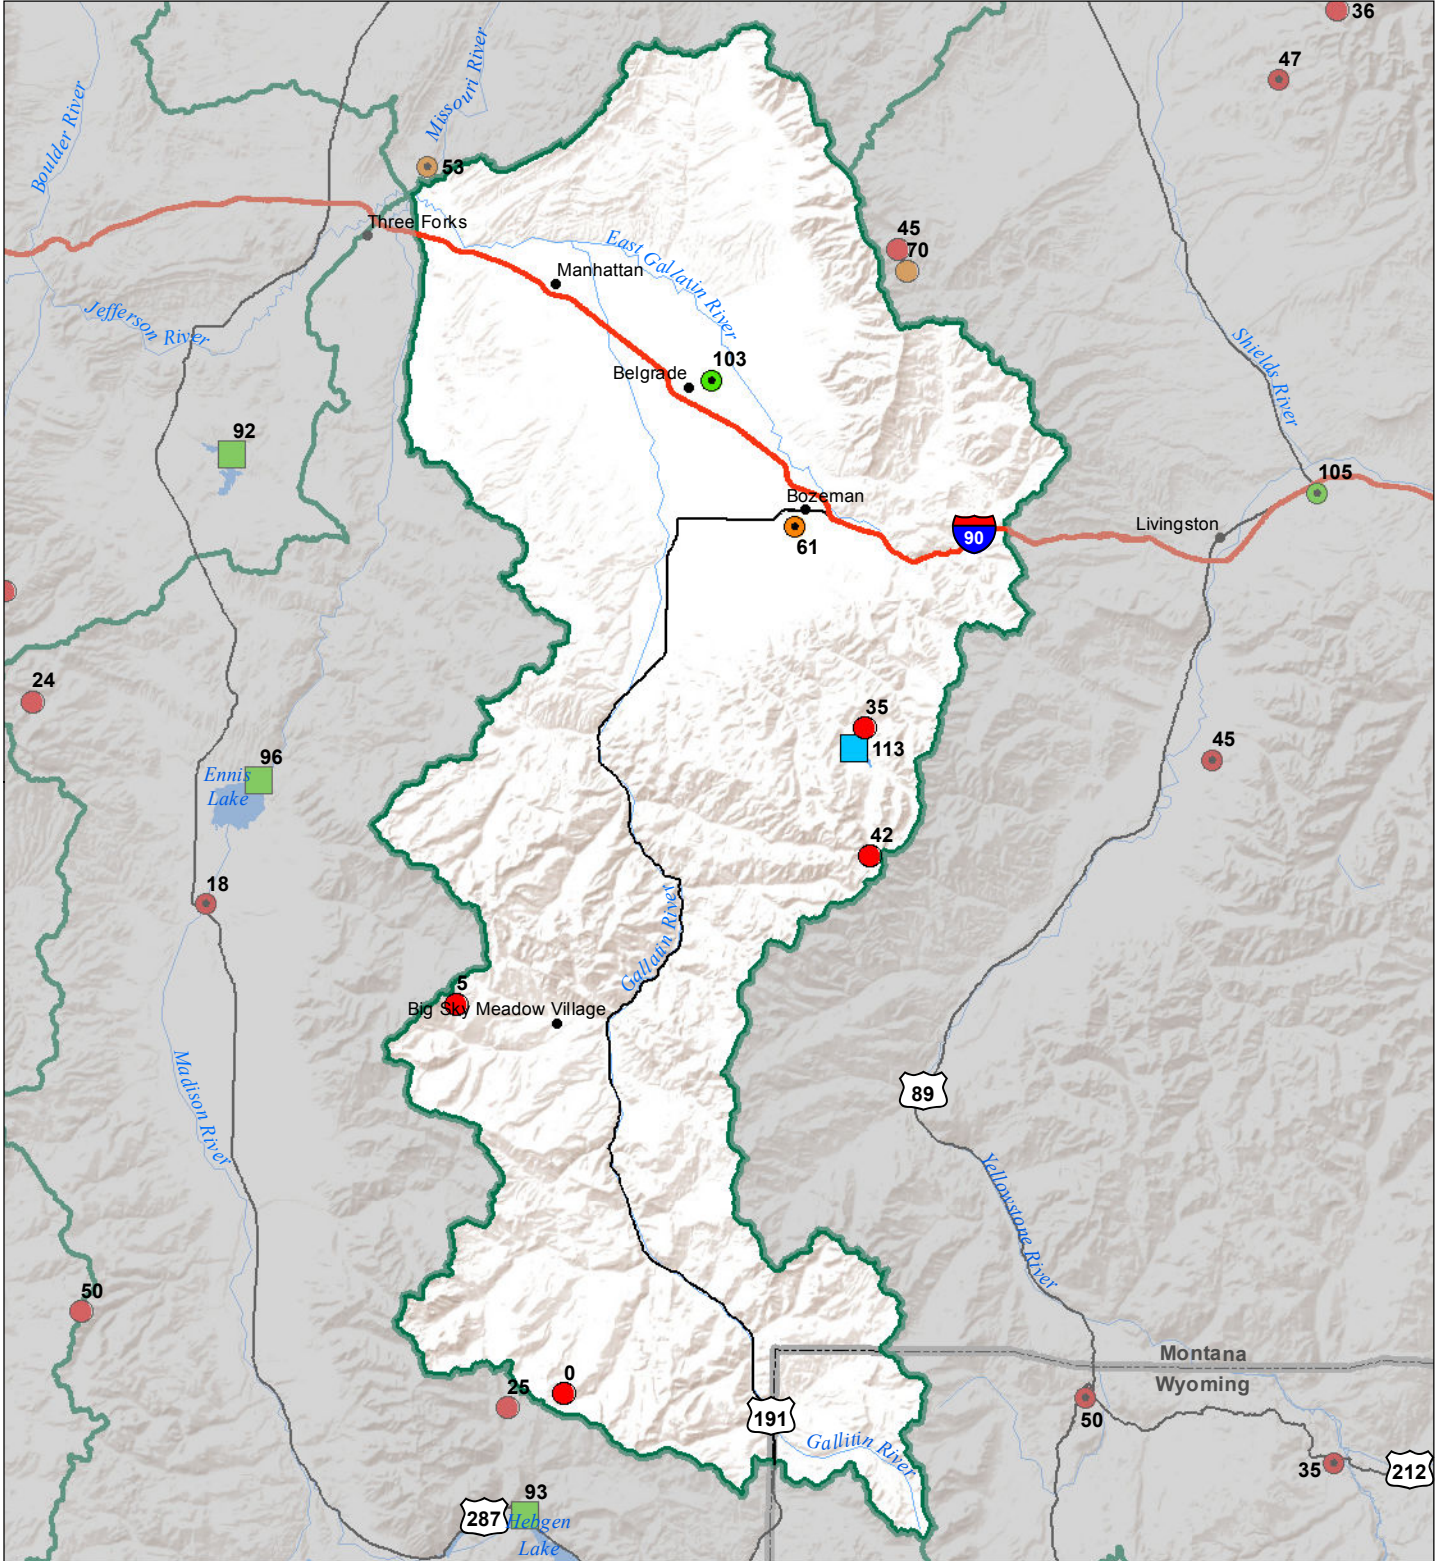 36
47
Missouri River
Boulder River
53
Three Forks
East Gallatin River
45
70
Manhattan
Jefferson River
Shields River
103
Belgrade
92
105
Bozeman
Livingston
90
61
24
35
113
45
96
Ennis
Lake
42
18
Gallatin River
5
Big Sky Meadow Village
Madison River
89
Yellowstone River
50
Montana
Wyoming
0
25
50
191
Gallitin River
35
212
93
287
Hebgen
Lake